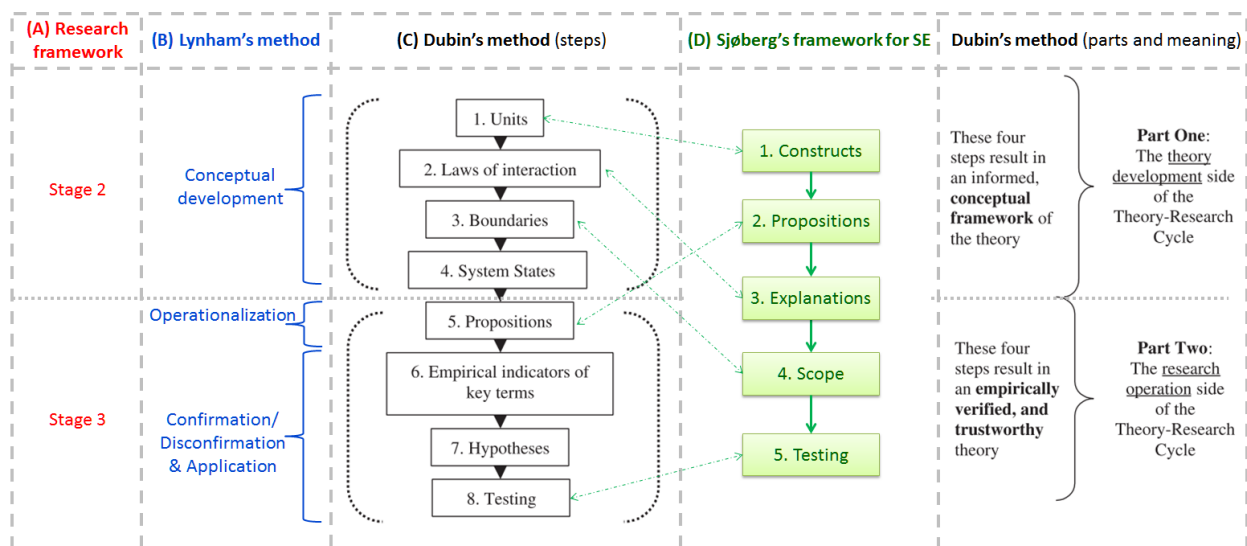 (A) Research
framework
(B) Lynham's method
(C) Dubin's method (steps)
(D) Sjøberg's framework for SE
Dubin's method (parts and meaning)
Stage 2
Conceptual
development
1. Units
2. Laws of interaction
3. Boundaries
4. System States
1. Constructs
2. Propositions
3. Explanations
These four
steps result in
an informed,
conceptual
framework of
the theory
Part One:
The theory
development side
of the
Theory-Research
Cycle
Stage 3
Operationalization
Confirmation/
Disconfirmation
& Application
5. Propositions
6. Empirical indicators of
key terms
7. Hypotheses
8. Testing
4. Scope
5. Testing
These four
steps result in
an empirically
verified, and
trustworthy
theory
Part Two:
The research
operation side
of the
Theory-Research
Cycle